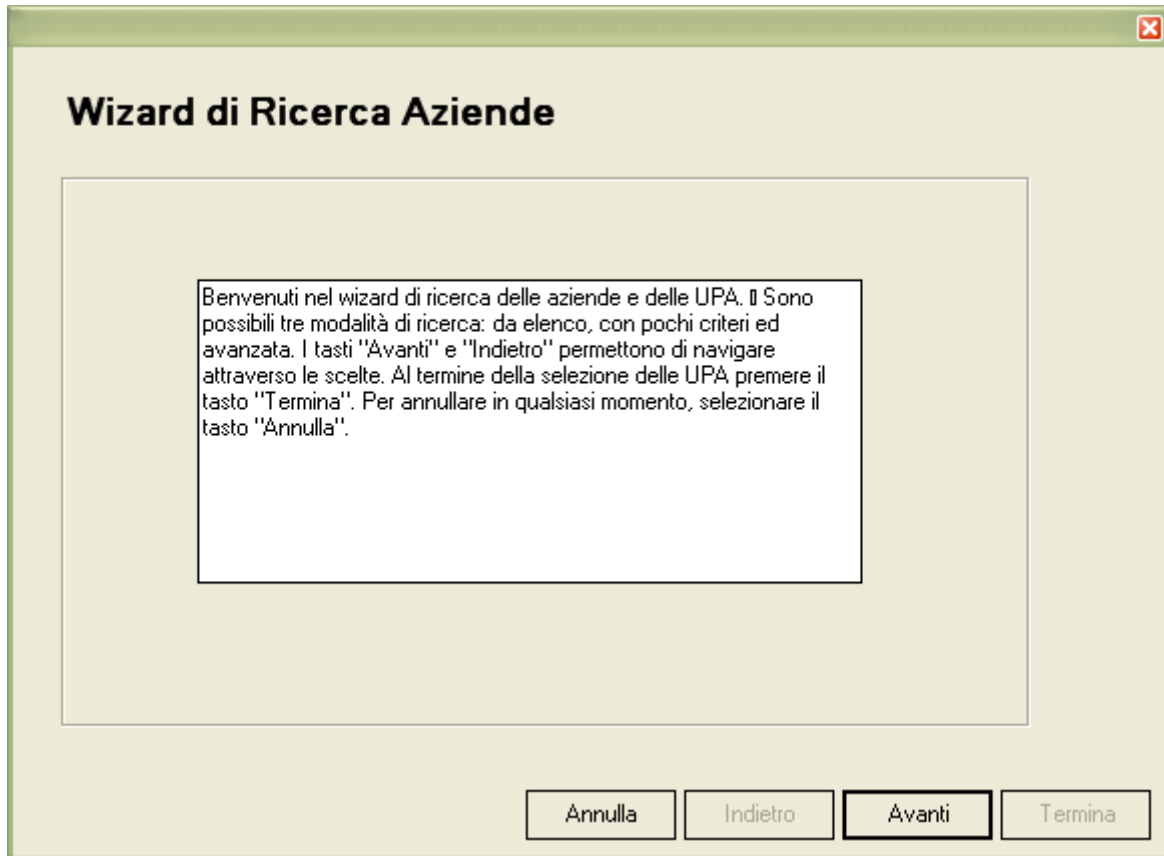 Wizard di Ricerca Aziende
Benvenuti nel wizard di ricerca delle aziende e delle UPA. ▯ Sono
possibili tre modalità di ricerca: da elenco, con pochi criteri ed
avanzata. I tasti "Avanti" e "Indietro" permettono di navigare
attraverso le scelte. Al termine della selezione delle UPA premere il
tasto "Termina". Per annullare in qualsiasi momento, selezionare il
tasto "Annulla".
Annulla Indietro Avanti Termina